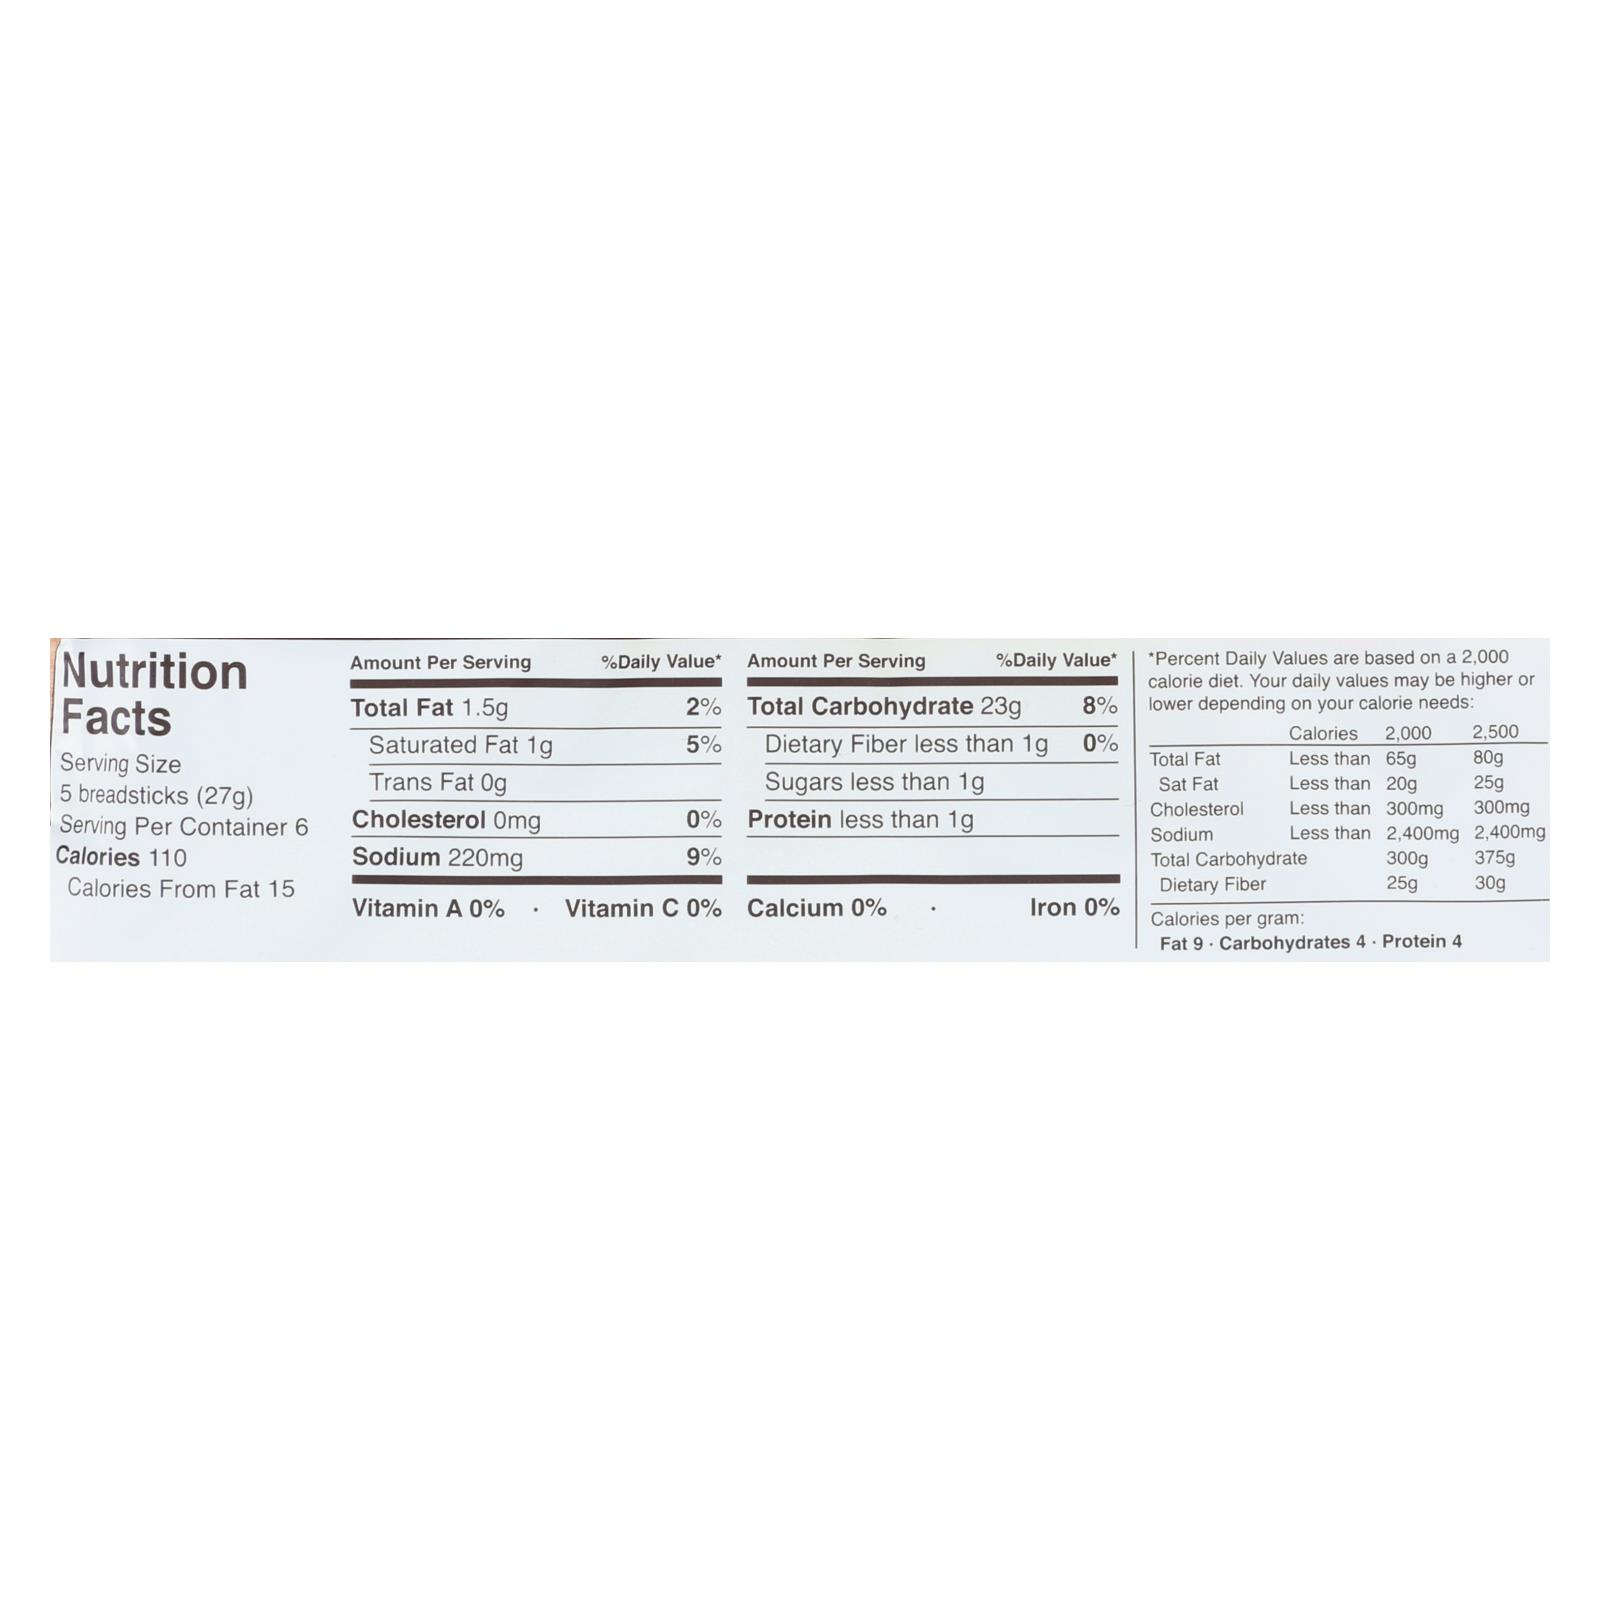 Nutrition
Facts
Serving Size
5 breadsticks (27g)
Serving Per Container 6
Calories 110
Calories From Fat 15
Amount Per Serving %Daily Value*
Total Fat 1.5g 2%
Saturated Fat 1g 5%
Trans Fat 0g
Cholesterol 0mg 0%
Sodium 220mg 9%
Vitamin A 0% · Vitamin C 0%
Amount Per Serving %Daily Value*
Total Carbohydrate 23g 8%
Dietary Fiber less than 1g 0%
Sugars less than 1g
Protein less than 1g
Calcium 0% · Iron 0%
*Percent Daily Values are based on a 2,000
calorie diet. Your daily values may be higher or
lower depending on your calorie needs:
Calories 2,000 2,500
Total Fat Less than 65g 80g
Sat Fat Less than 20g 25g
Cholesterol Less than 300mg 300mg
Sodium Less than 2,400mg 2,400mg
Total Carbohydrate 300g 375g
Dietary Fiber 25g 30g
Calories per gram:
Fat 9 · Carbohydrates 4 · Protein 4